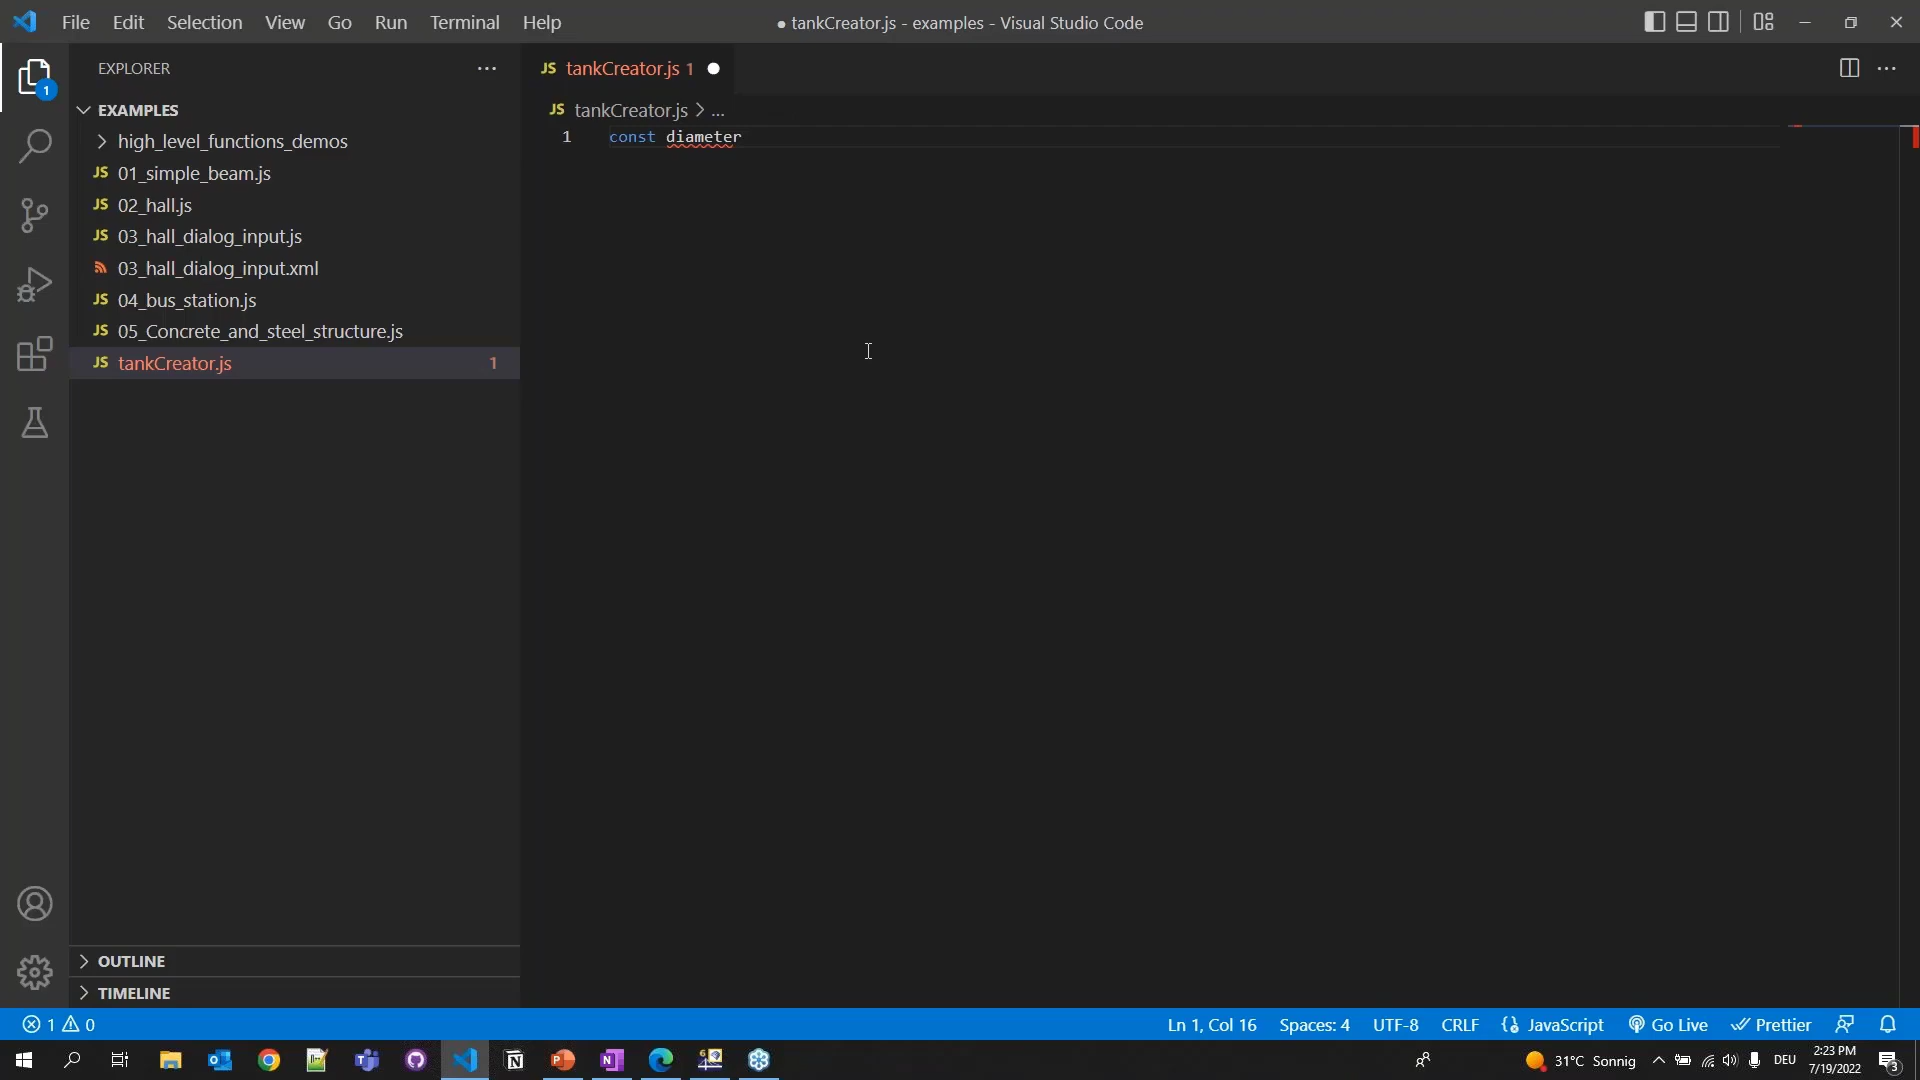 File Edit Selection View Go Run Terminal Help
● tankCreator.js - examples - Visual Studio Code
EXPLORER
EXAMPLES
high_level_functions_demos
JS 01_simple_beam.js
JS 02_hall.js
JS 03_hall_dialog_input.js
03_hall_dialog_input.xml
JS 04_bus_station.js
JS 05_Concrete_and_steel_structure.js
JS tankCreator.js 1
OUTLINE
TIMELINE
1
JS tankCreator.js 1
JS tankCreator.js > ...
1 const diameter
1 0
Ln 1, Col 16 Spaces: 4 UTF-8 CRLF {} JavaScript Go Live Prettier
31°C Sonnig DEU
2:23 PM
7/19/2022
3